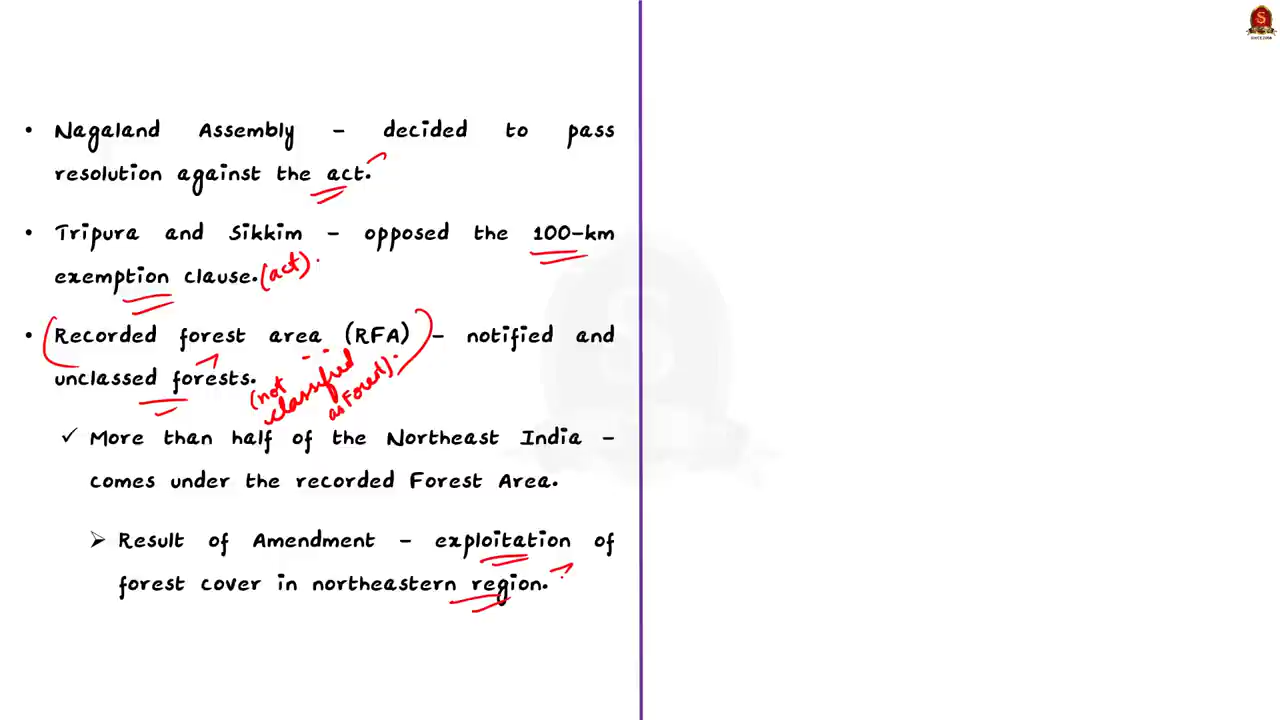 • Nagaland Assembly - decided to pass
resolution against the act.
• Tripura and Sikkim - opposed the 100-km
exemption clause. (act)
• Recorded forest area (RFA) - notified and
unclassed forests.
(not
classified
as Forest)
✓ More than half of the Northeast India -
comes under the recorded Forest Area.
➢ Result of Amendment - exploitation of
forest cover in northeastern region.
S
SINCE 2004